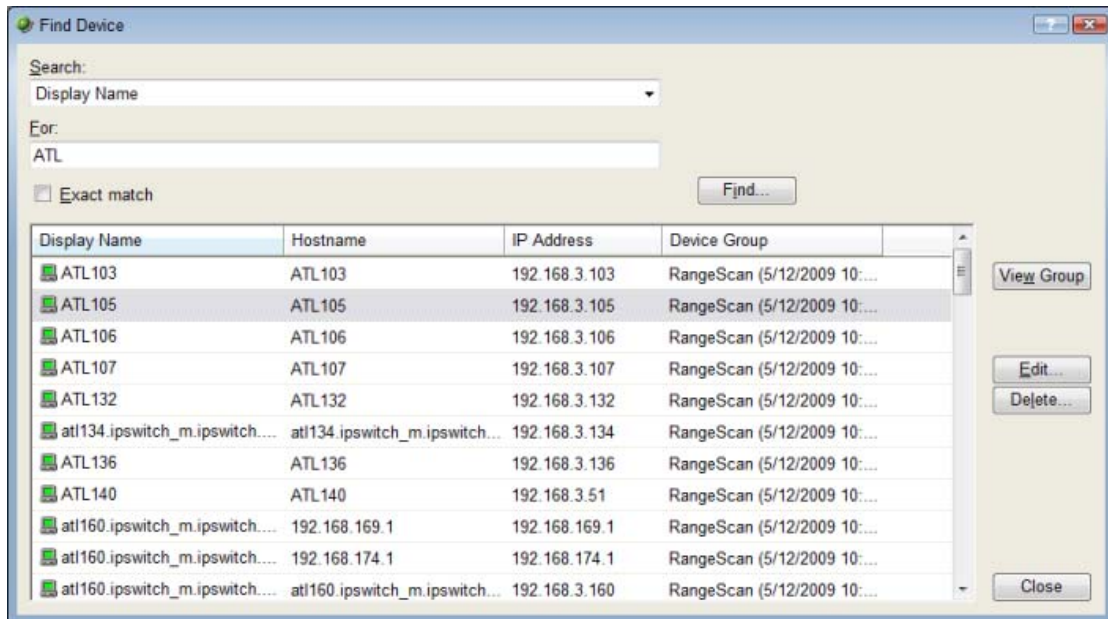 Find Device
Search:
Display Name
For:
ATL
Exact match
Find...
Display Name Hostname IP Address Device Group
ATL103 ATL103 192.168.3.103 RangeScan (5/12/2009 10:...
View Group
ATL105 ATL105 192.168.3.105 RangeScan (5/12/2009 10:...
ATL106 ATL106 192.168.3.106 RangeScan (5/12/2009 10:...
ATL107 ATL107 192.168.3.107 RangeScan (5/12/2009 10:...
Edit...
ATL132 ATL132 192.168.3.132 RangeScan (5/12/2009 10:...
Delete...
atl134.ipswitch_m.ipswitch.... atl134.ipswitch_m.ipswitch... 192.168.3.134 RangeScan (5/12/2009 10:...
ATL136 ATL136 192.168.3.136 RangeScan (5/12/2009 10:...
ATL140 ATL140 192.168.3.51 RangeScan (5/12/2009 10:...
atl160.ipswitch_m.ipswitch.... 192.168.169.1 192.168.169.1 RangeScan (5/12/2009 10:...
atl160.ipswitch_m.ipswitch.... 192.168.174.1 192.168.174.1 RangeScan (5/12/2009 10:...
atl160.ipswitch_m.ipswitch.... atl160.ipswitch_m.ipswitch... 192.168.3.160 RangeScan (5/12/2009 10:...
Close